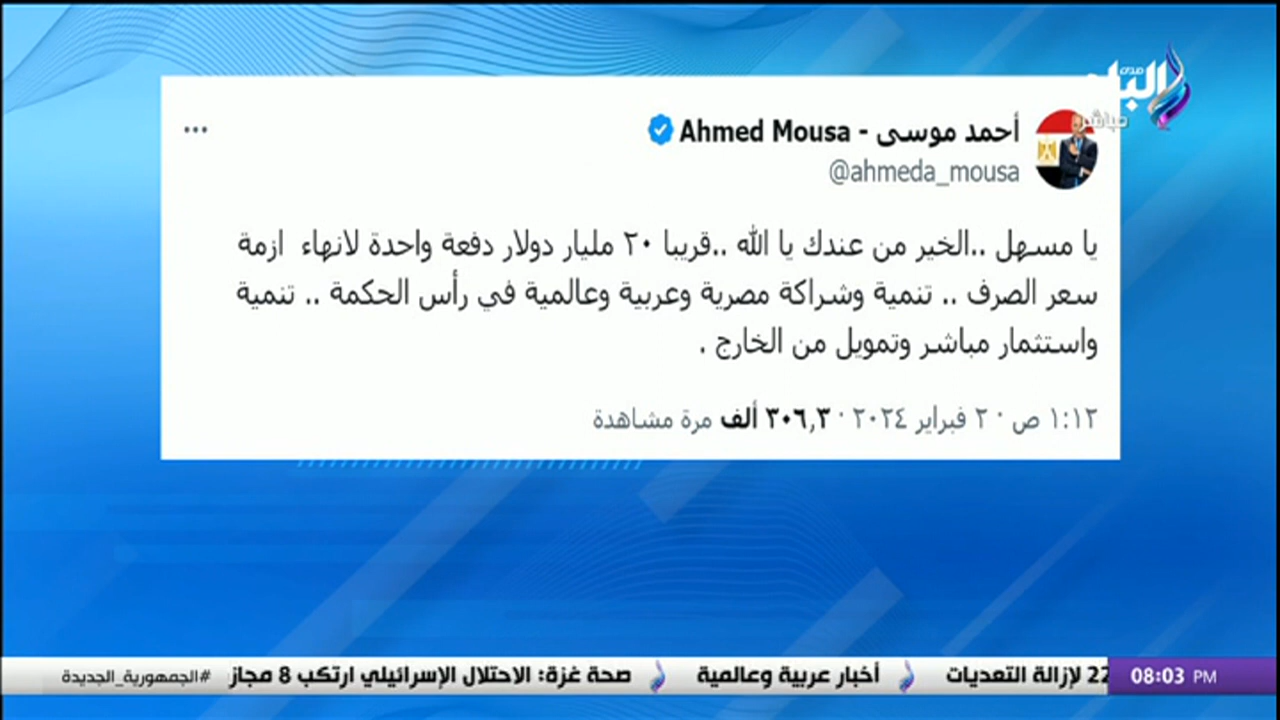 صدى
البلد
مباشر
أحمد موسى - Ahmed Mousa
@ahmeda_mousa
يا مسهل ..الخير من عندك يا الله ..قريبا ٢٠ مليار دولار دفعة واحدة لانهاء ازمة
سعر الصرف .. تنمية وشراكة مصرية وعربية وعالمية في رأس الحكمة .. تنمية
واستثمار مباشر وتمويل من الخارج .
١:١٢ ص · ٢ فبراير ٢٠٢٤ · ٣٠٦,٣ ألف مرة مشاهدة
08:03 PM
22 لإزالة التعديات
أخبار عربية وعالمية
صحة غزة: الاحتلال الإسرائيلي ارتكب 8 مجاز
#الجمهورية_الجديدة